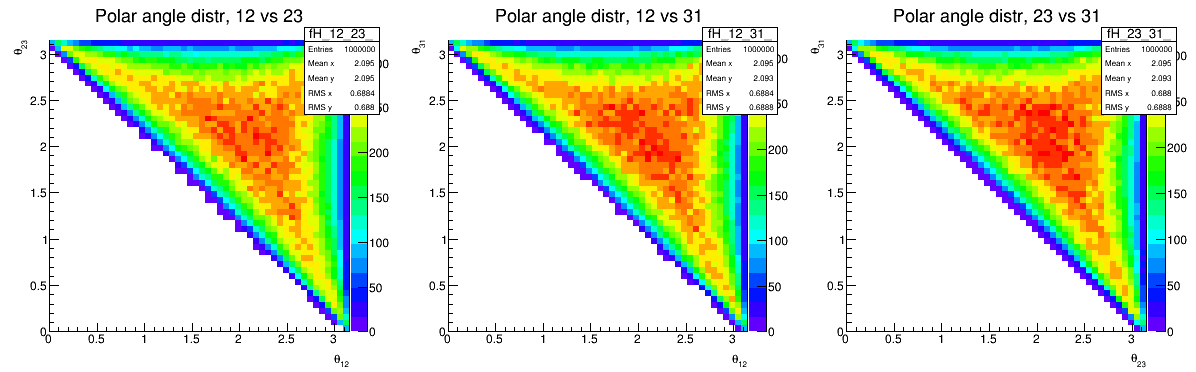 Polar angle distr, 12 vs 23
fH_12_23_
Entries 1000000
Mean x 2.095
Mean y 2.095
RMS x 0.6884
RMS y 0.688
θ23
3
2.5
2
1.5
1
0.5
0
0 0.5 1 1.5 2 2.5 3
θ12
200
150
100
50
0
Polar angle distr, 12 vs 31
fH_12_31_
Entries 1000000
Mean x 2.095
Mean y 2.093
RMS x 0.6884
RMS y 0.6888
θ31
3
2.5
2
1.5
1
0.5
0
0 0.5 1 1.5 2 2.5 3
θ12
50
200
150
100
50
0
Polar angle distr, 23 vs 31
fH_23_31_
Entries 1000000
Mean x 2.095
Mean y 2.093
RMS x 0.688
RMS y 0.6888
θ31
3
2.5
2
1.5
1
0.5
0
0 0.5 1 1.5 2 2.5 3
θ23
50
200
150
100
50
0